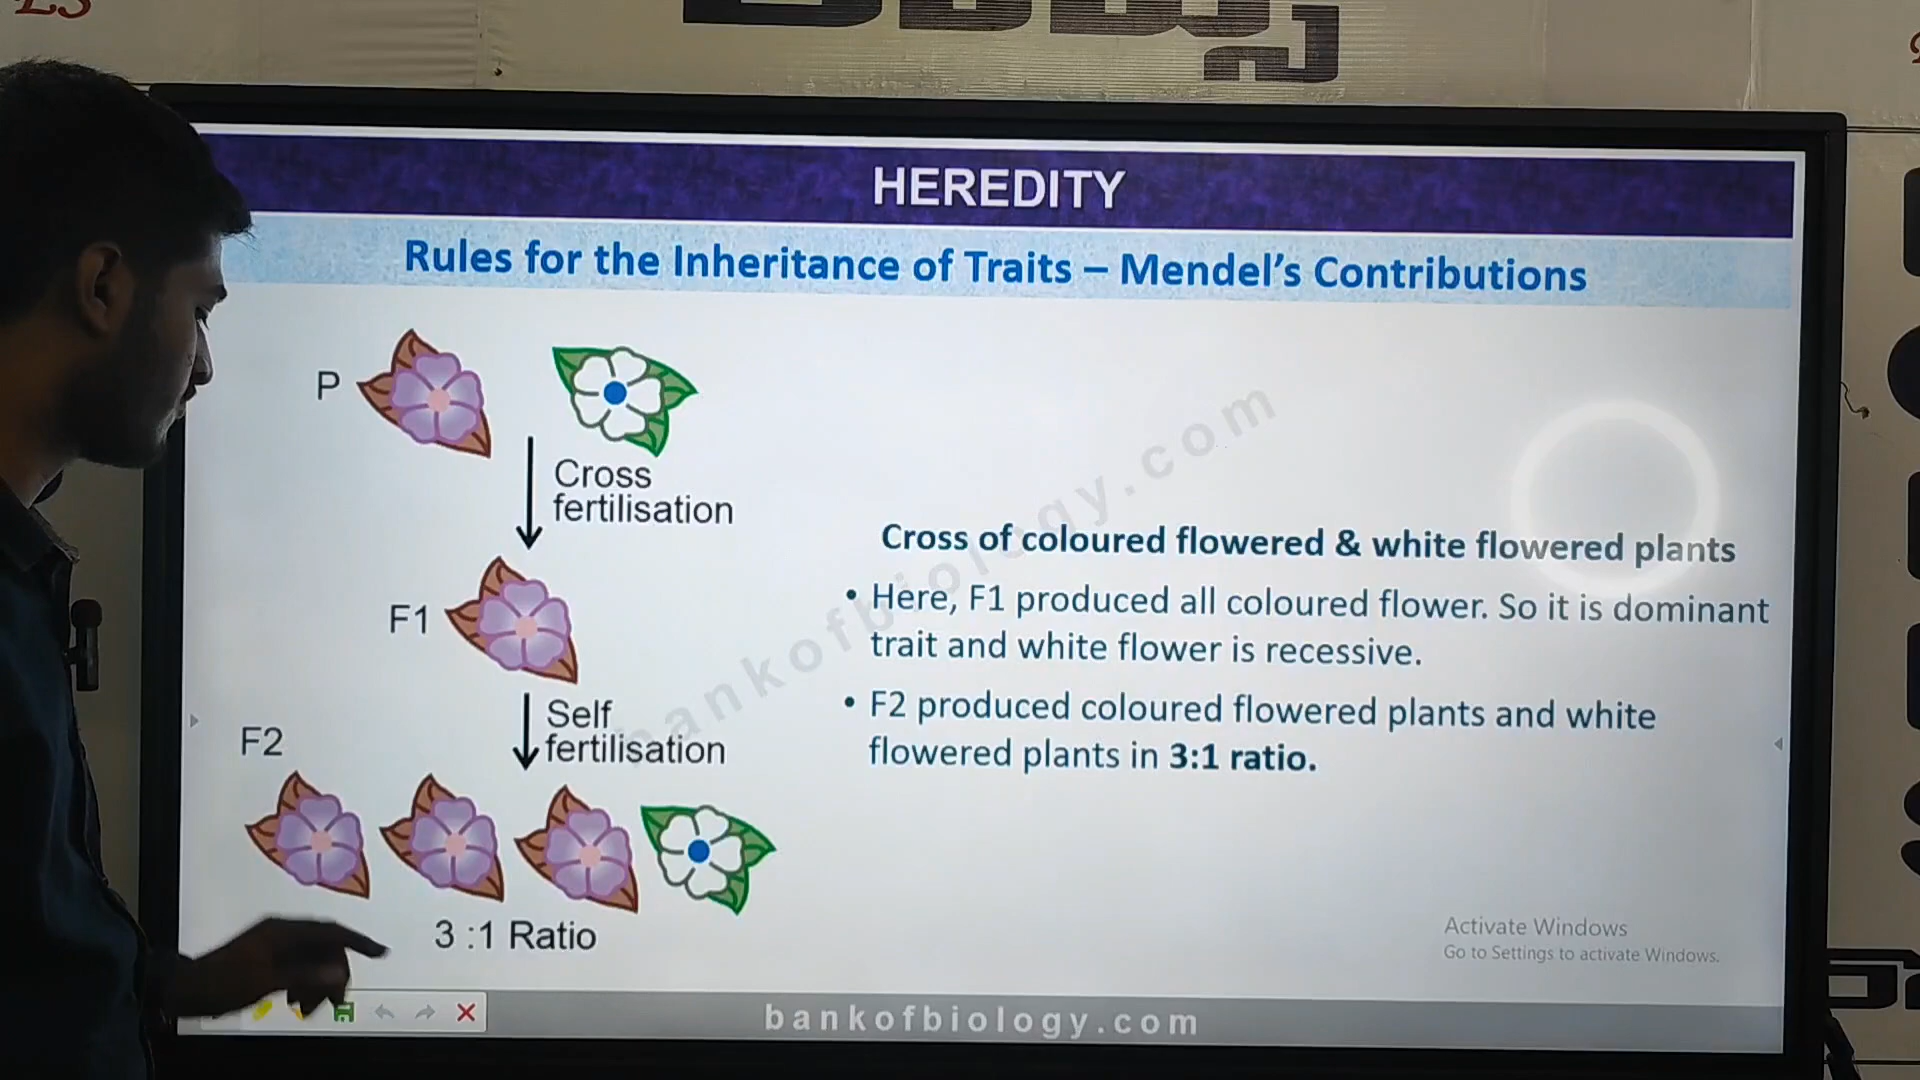 HEREDITY
Rules for the Inheritance of Traits – Mendel's Contributions
P
Cross
fertilisation
F1
Self
fertilisation
F2
3 :1 Ratio
Cross of coloured flowered & white flowered plants
• Here, F1 produced all coloured flower. So it is dominant
trait and white flower is recessive.
• F2 produced coloured flowered plants and white
flowered plants in 3:1 ratio.
bankofbiology.com
Activate Windows
Go to Settings to activate Windows.
bankofbiology.com